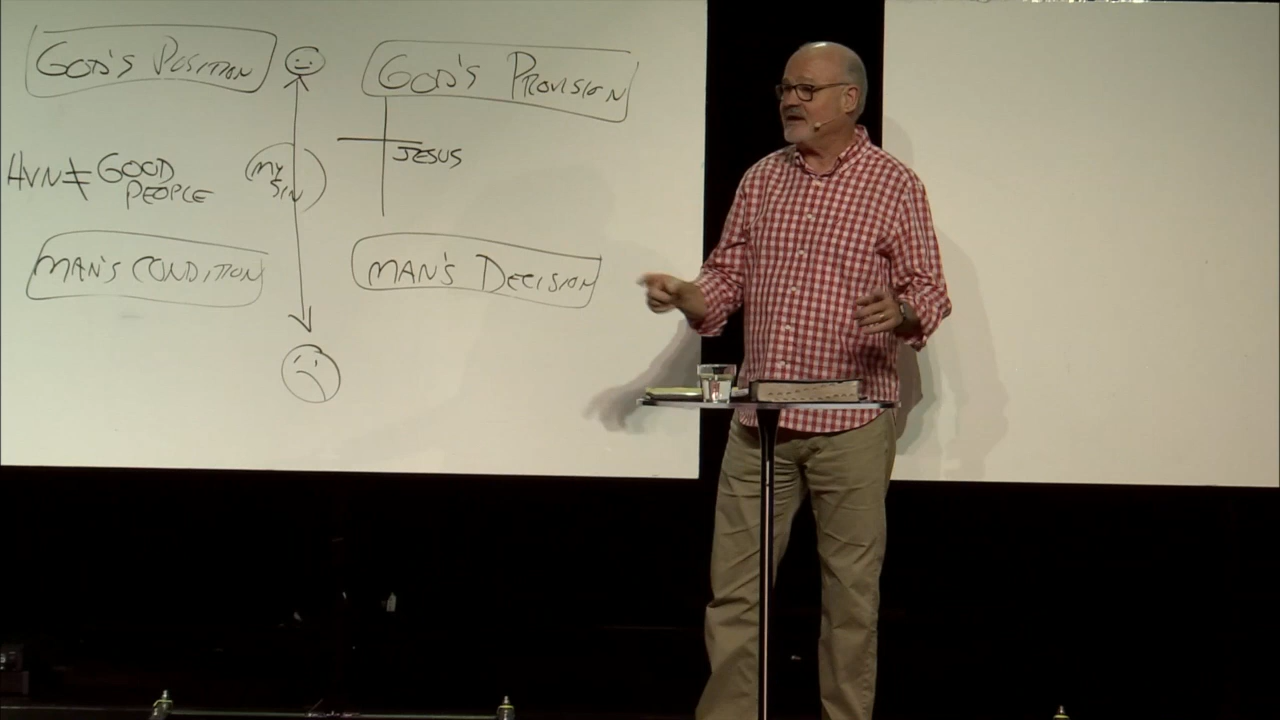 GOD'S POSITION
GOD'S PROVISION
JESUS
HVN ≠ GOOD
PEOPLE
(MY
SIN)
MAN'S CONDITION
MAN'S DECISION